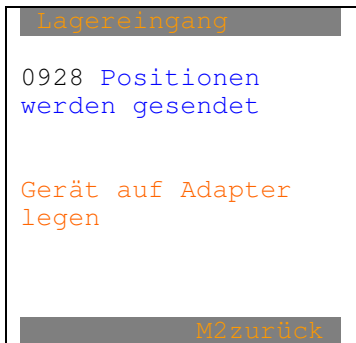 Lagereingang
0928 Positionen
werden gesendet
Gerät auf Adapter
legen
M2zurück